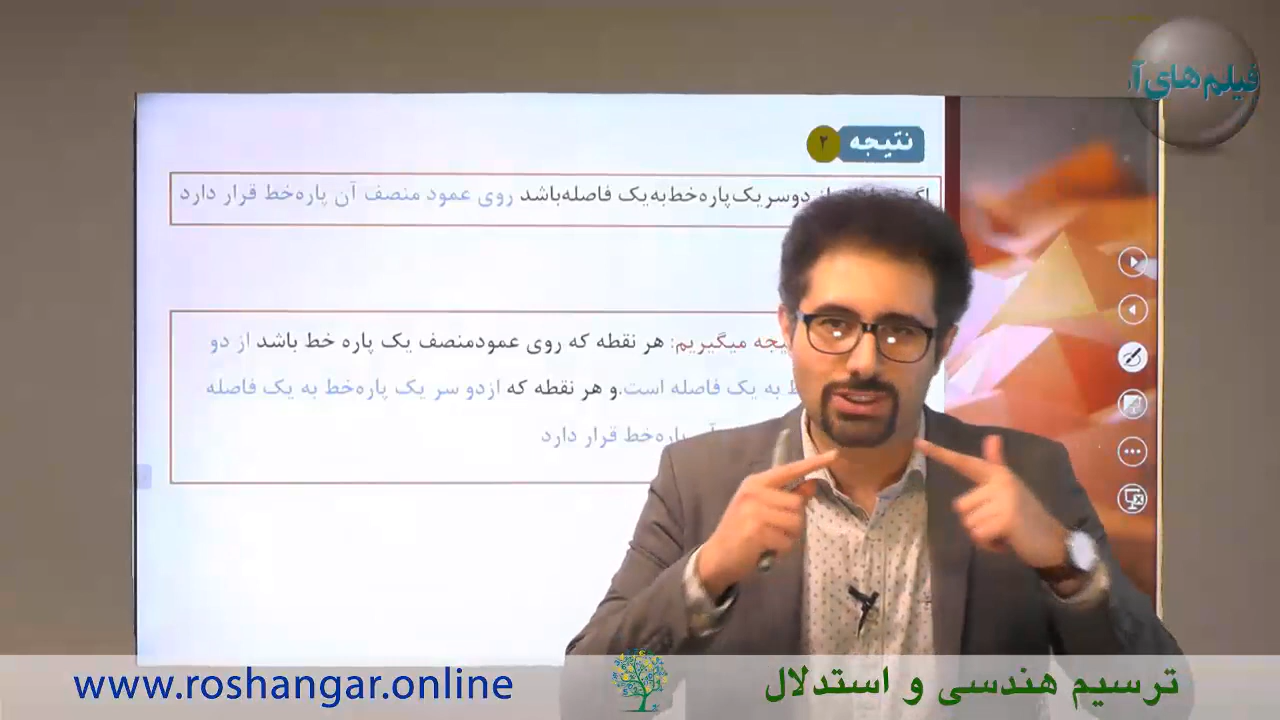 فیلم‌های آ
نتیجه ۲
دوسر یک پاره‌خط به یک فاصله باشد روی عمود منصف آن پاره‌خط قرار دارد
میگیریم: هر نقطه که روی عمودمنصف یک پاره خط باشد از دو
به یک فاصله است. و هر نقطه که ازدو سر یک پاره‌خط به یک فاصله
پاره‌خط قرار دارد
www.roshangar.online
ترسیم هندسی و استدلال